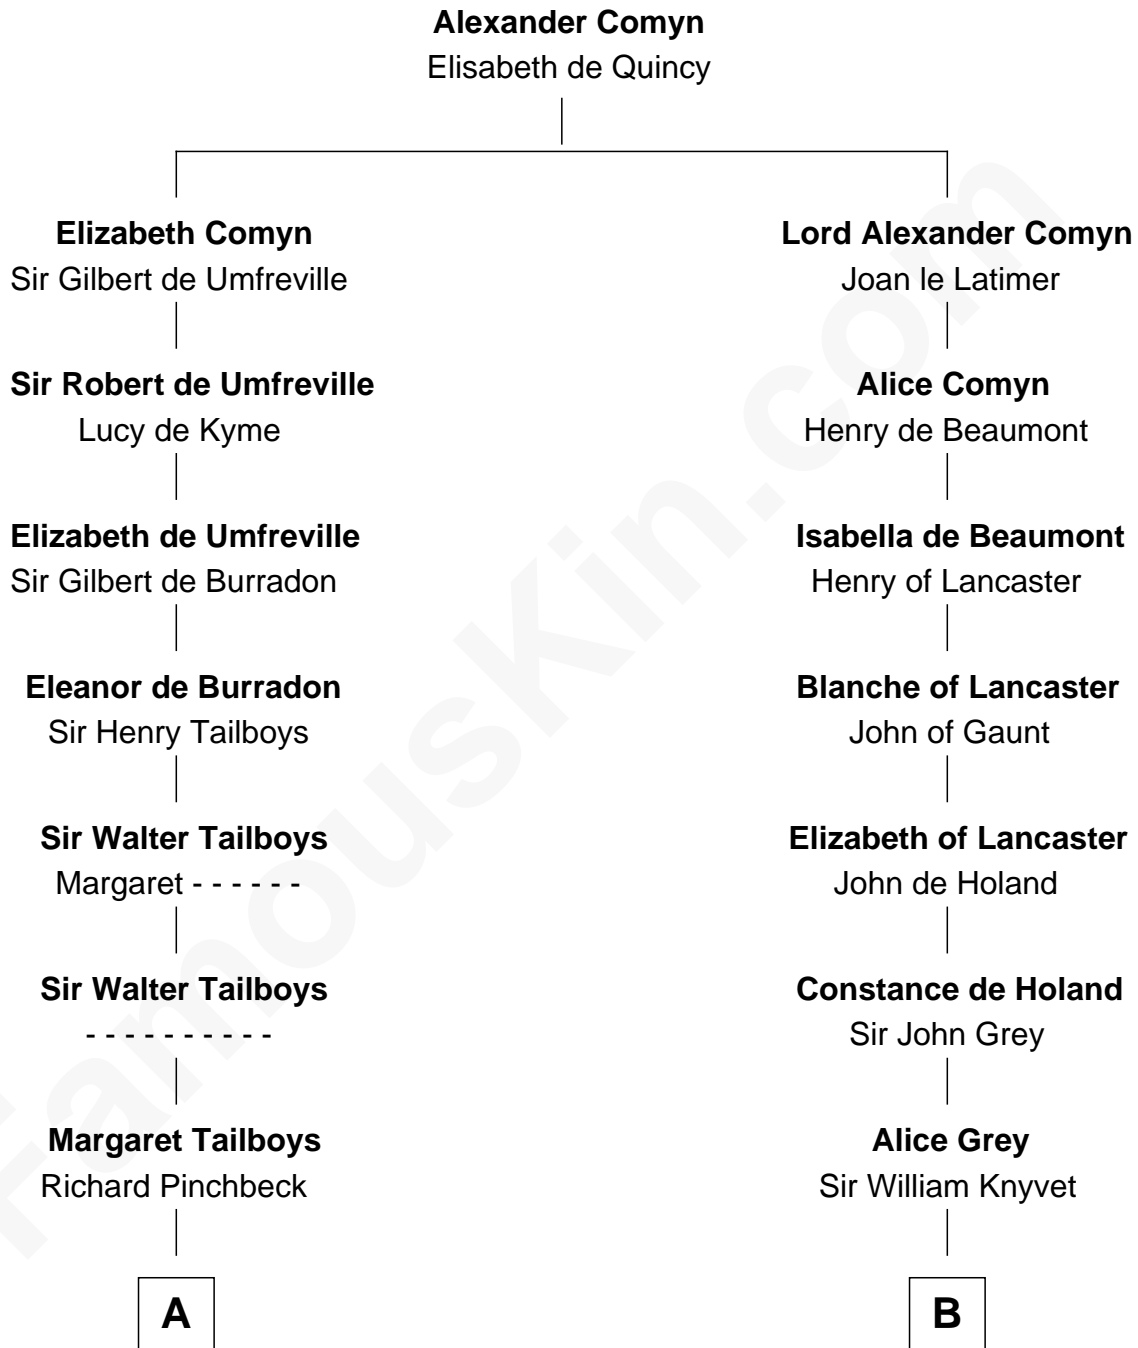 Alexander Comyn
Elisabeth de Quincy
Elizabeth Comyn
Sir Gilbert de Umfreville
Lord Alexander Comyn
Joan le Latimer
Sir Robert de Umfreville
Lucy de Kyme
Alice Comyn
Henry de Beaumont
Elizabeth de Umfreville
Sir Gilbert de Burradon
Isabella de Beaumont
Henry of Lancaster
Eleanor de Burradon
Sir Henry Tailboys
Blanche of Lancaster
John of Gaunt
Sir Walter Tailboys
Margaret - - - - - -
Elizabeth of Lancaster
John de Holand
Sir Walter Tailboys
- - - - - - - - - -
Constance de Holand
Sir John Grey
Margaret Tailboys
Richard Pinchbeck
Alice Grey
Sir William Knyvet
A
B
FamousKin.com